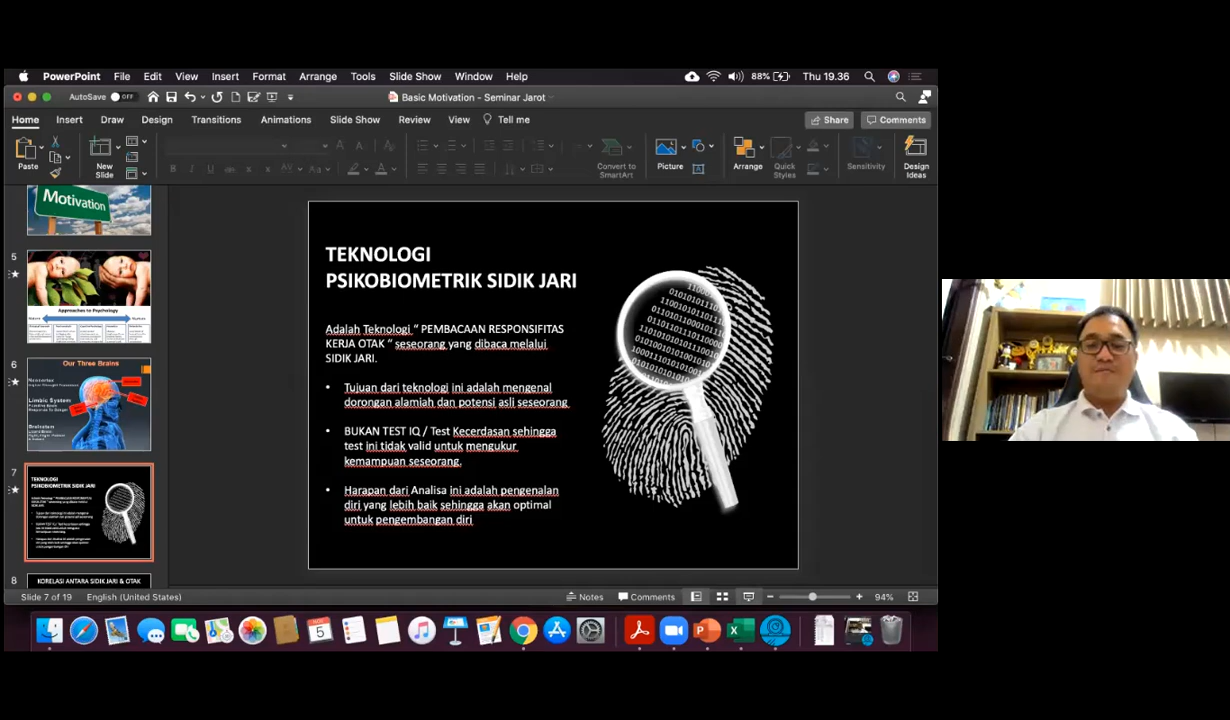 PowerPoint File Edit View Insert Format Arrange Tools Slide Show Window Help 88% Thu 19.36
AutoSave OFF Basic Motivation - Seminar Jarot
Home Insert Draw Design Transitions Animations Slide Show Review View Tell me Share Comments
Paste New Slide Convert to SmartArt Picture Arrange Quick Styles Sensitivity Design Ideas
Motivation
5
Approaches to Psychology
6
Our Three Brains
Limbic System
7
TEKNOLOGI
PSIKOBIOMETRIK SIDIK JARI
8
KORELASI ANTARA SIDIK JARI & OTAK
TEKNOLOGI
PSIKOBIOMETRIK SIDIK JARI
Adalah Teknologi " PEMBACAAN RESPONSIFITAS
KERJA OTAK " seseorang yang dibaca melalui
SIDIK JARI.
• Tujuan dari teknologi ini adalah mengenal
dorongan alamiah dan potensi asli seseorang
• BUKAN TEST IQ / Test Kecerdasan sehingga
test ini tidak valid untuk mengukur
kemampuan seseorang.
• Harapan dari Analisa ini adalah pengenalan
diri yang lebih baik sehingga akan optimal
untuk pengembangan diri
Slide 7 of 19 English (United States) Notes Comments 94%
5